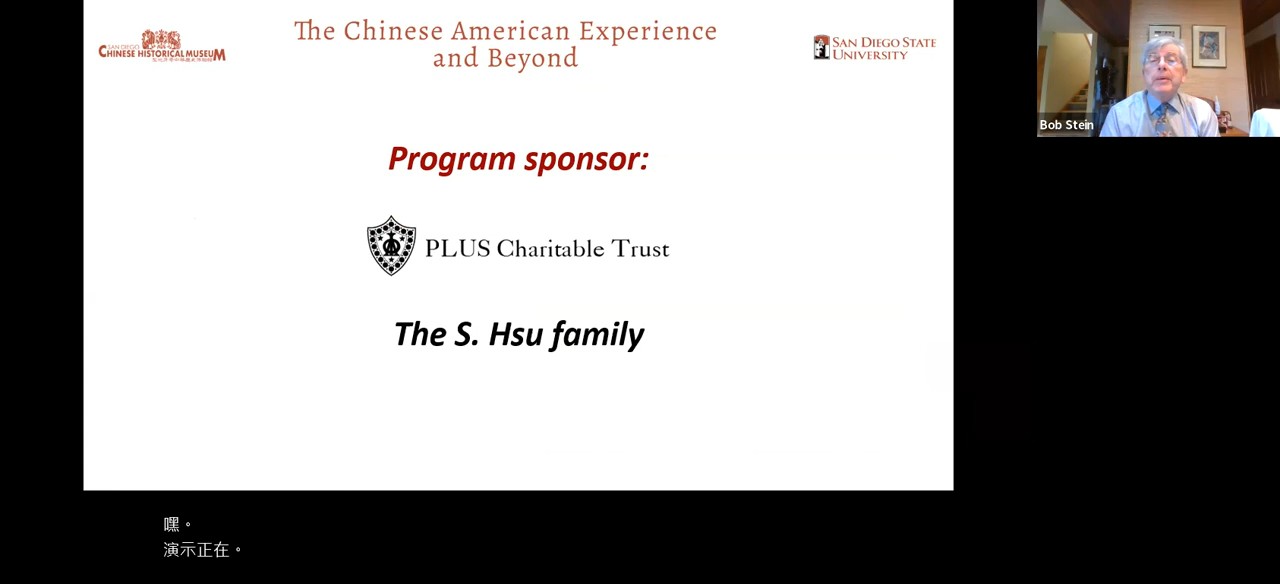 SAN DIEGO
CHINESE HISTORICAL MUSEUM
The Chinese American Experience
and Beyond
SAN DIEGO STATE
UNIVERSITY
Bob Stein
Program sponsor:
PLUS Charitable Trust
The S. Hsu family
嘿。
演示正在。